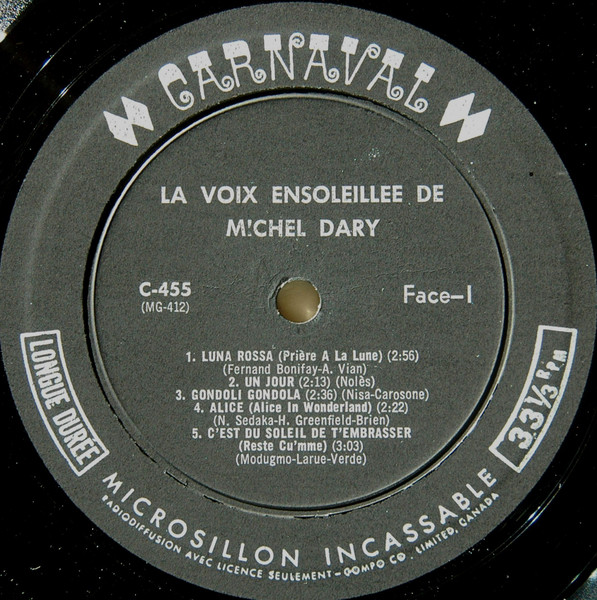 CARNAVAL
LA VOIX ENSOLEILLEE DE
MICHEL DARY
C-455
(MG-412)
Face-I
1. LUNA ROSSA (Prière A La Lune) (2:56)
(Fernand Bonifay-A. Vian)
2. UN JOUR (2:13) (Nolès)
3. GONDOLI GONDOLA (2:36) (Nisa-Carosone)
4. ALICE (Alice In Wonderland) (2:22)
(N. Sedaka-H. Greenfield-Brien)
5. C'EST DU SOLEIL DE T'EMBRASSER
(Reste Cu'mme) (3:03)
(Modugmo-Larue-Verde)
LONGUE DURÉE
33⅓ R.P.M
MICROSILLON INCASSABLE
RADIODIFFUSION AVEC LICENCE SEULEMENT - COMPO CO. LIMITED, CANADA